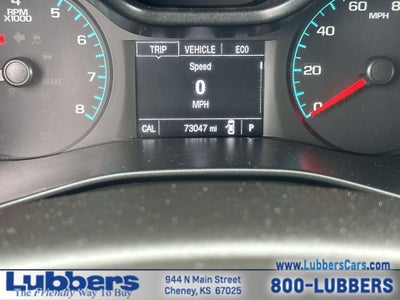 4
RPM
X1000
5
6
7
8
TRIP VEHICLE ECO
Speed
0
MPH
CAL 73047 mi P
80
MPH
60
40
20
0
www.LubbersCars.com
Lubbers
The Friendly Way To Buy
944 N Main Street
Cheney, KS 67025
800-LUBBERS